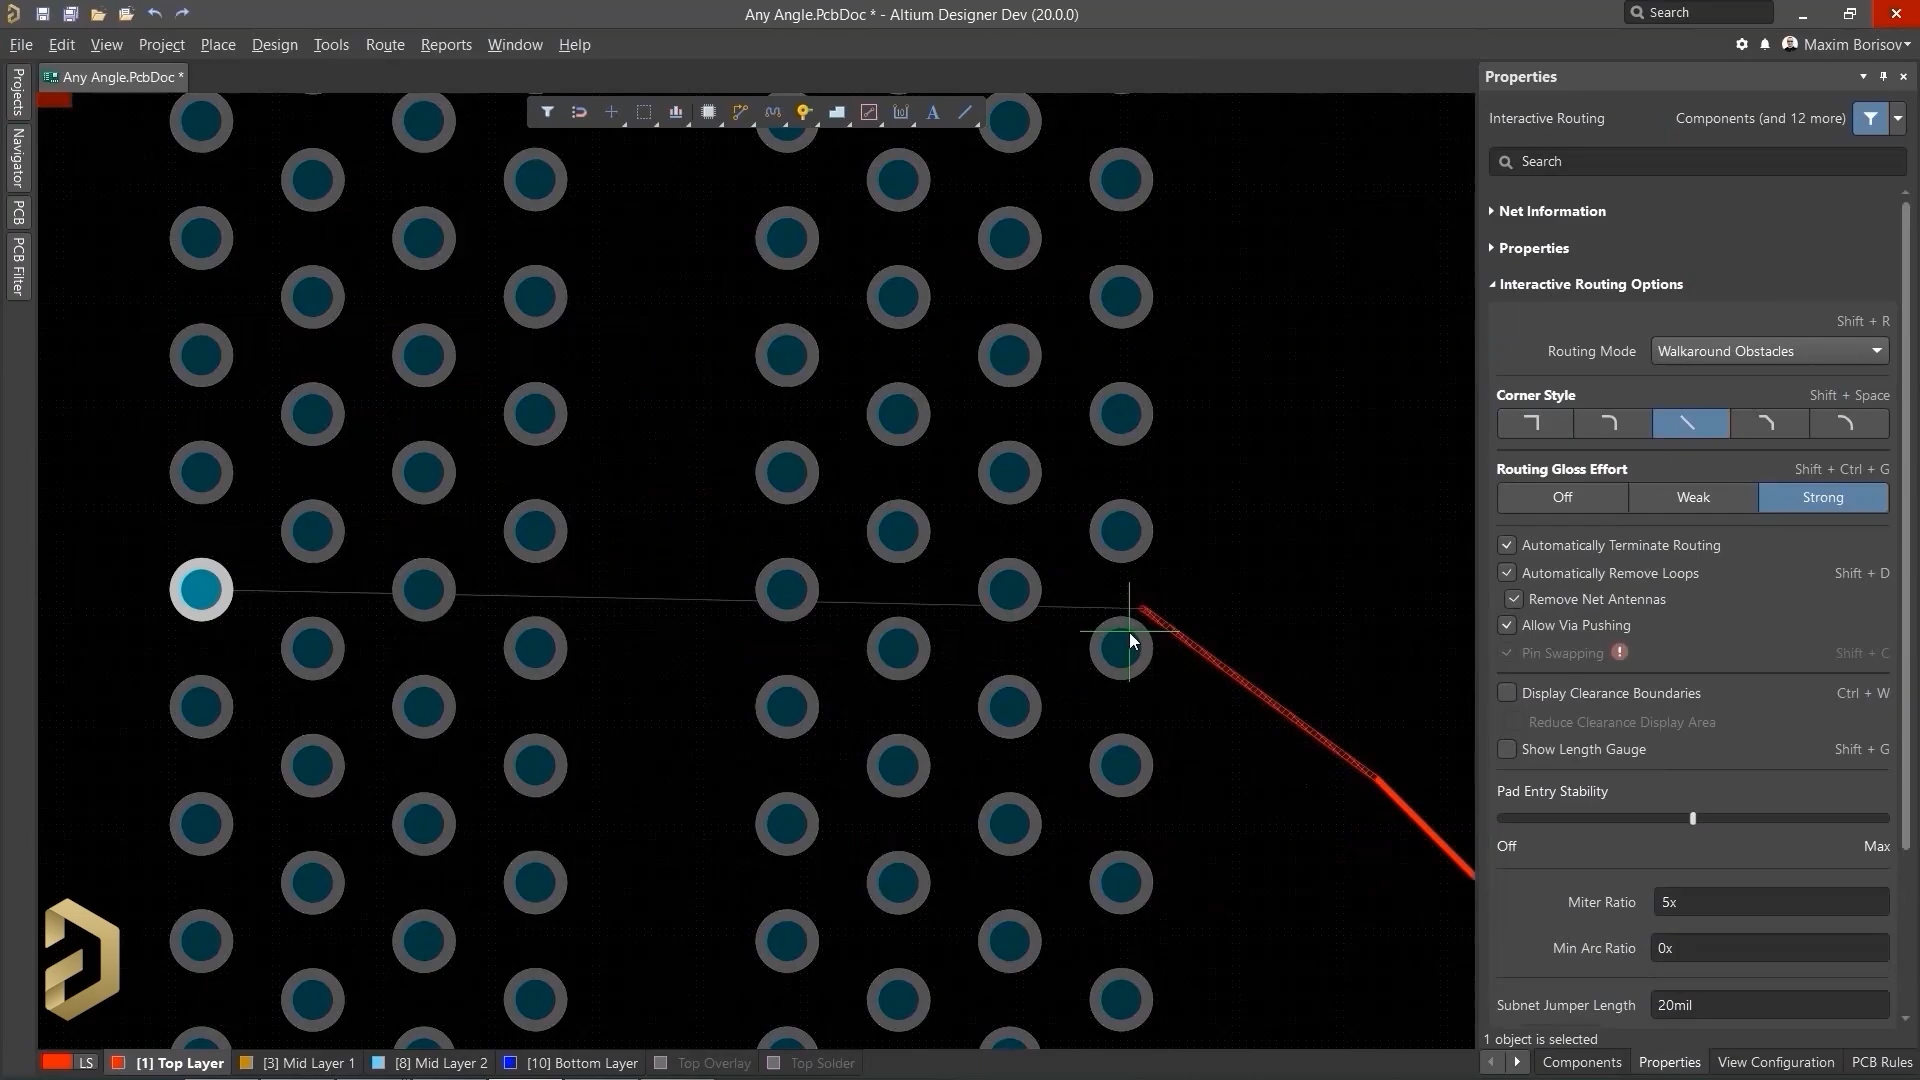 Any Angle.PcbDoc * - Altium Designer Dev (20.0.0)
Search
File Edit View Project Place Design Tools Route Reports Window Help
Maxim Borisov
Projects
Navigator
PCB
PCB Filter
Any Angle.PcbDoc *
Properties
Interactive Routing Components (and 12 more)
Search
Net Information
Properties
Interactive Routing Options
Shift + R
Routing Mode Walkaround Obstacles
Corner Style Shift + Space
Routing Gloss Effort Shift + Ctrl + G
Off Weak Strong
Automatically Terminate Routing
Automatically Remove Loops Shift + D
Remove Net Antennas
Allow Via Pushing
Pin Swapping Shift + C
Display Clearance Boundaries Ctrl + W
Reduce Clearance Display Area
Show Length Gauge Shift + G
Pad Entry Stability
Off Max
Miter Ratio 5x
Min Arc Ratio 0x
Subnet Jumper Length 20mil
1 object is selected
LS [1] Top Layer [3] Mid Layer 1 [8] Mid Layer 2 [10] Bottom Layer Top Overlay Top Solder
Components Properties View Configuration PCB Rules